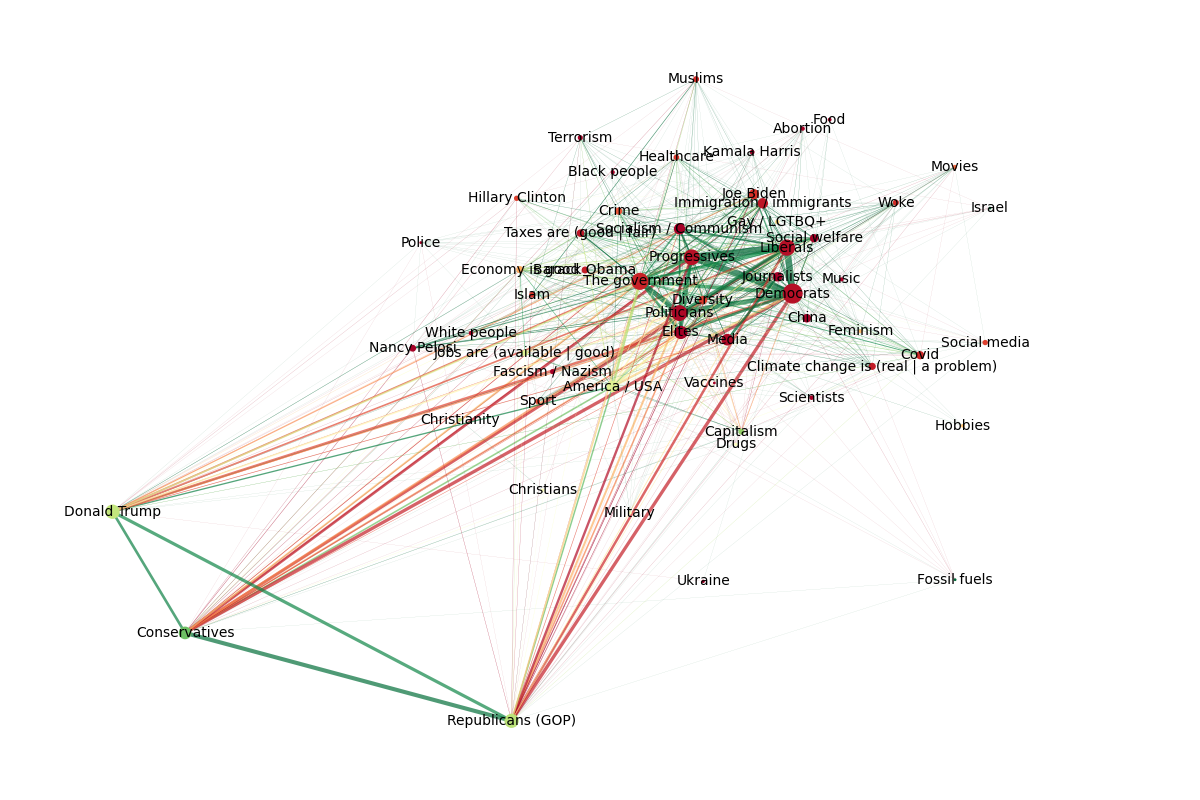 Muslims
Food
Abortion
Terrorism
Kamala Harris
Healthcare
Movies
Black people
Joe Biden
Hillary Clinton
Immigration / immigrants
Woke
Israel
Crime
Gay / LGTBQ+
Socialism / Communism
Taxes are (good | fair)
Social welfare
Police
Liberals
Progressives
Economy is good
Barack Obama
Journalists
Music
The government
Islam
Democrats
Diversity
Politicians
China
White people
Elites
Feminism
Media
Social media
Nancy Pelosi
Jobs are (available | good)
Covid
Climate change is (real | a problem)
Fascism / Nazism
Vaccines
America / USA
Scientists
Sport
Christianity
Hobbies
Capitalism
Drugs
Christians
Donald Trump
Military
Ukraine
Fossil fuels
Conservatives
Republicans (GOP)